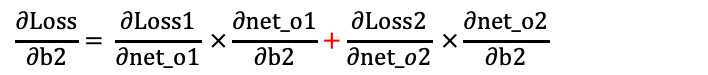 ∂Loss/∂b2 = ∂Loss1/∂net_o1 × ∂net_o1/∂b2 + ∂Loss2/∂net_o2 × ∂net_o2/∂b2